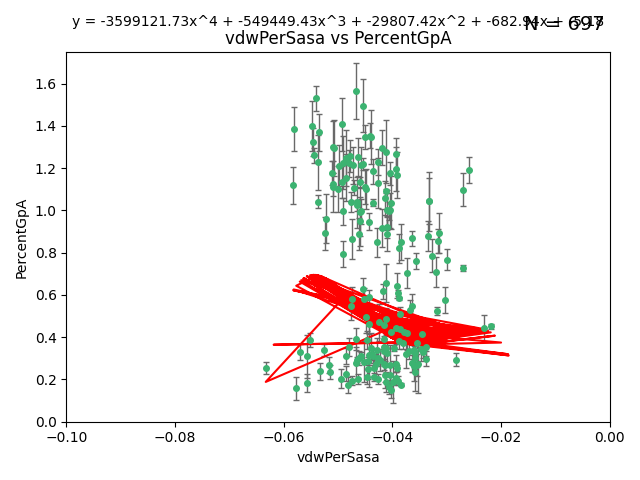 y = -3599121.73x^4 + -549449.43x^3 + -29807.42x^2 + -682.94x + -5.18
N = 697
vdwPerSasa vs PercentGpA
PercentGpA
1.6
1.4
1.2
1.0
0.8
0.6
0.4
0.2
0.0
−0.10 −0.08 −0.06 −0.04 −0.02 0.00
vdwPerSasa